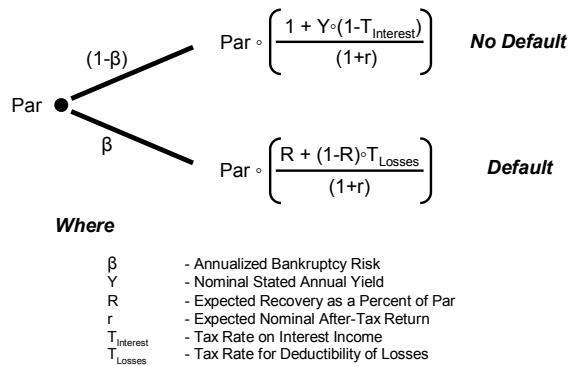 (1-β) Par ∘ ( 1 + Y∘(1-T_Interest) / (1+r) ) No Default
Par
β Par ∘ ( R + (1-R)∘T_Losses / (1+r) ) Default
Where
β - Annualized Bankruptcy Risk
Y - Nominal Stated Annual Yield
R - Expected Recovery as a Percent of Par
r - Expected Nominal After-Tax Return
T_Interest - Tax Rate on Interest Income
T_Losses - Tax Rate for Deductibility of Losses